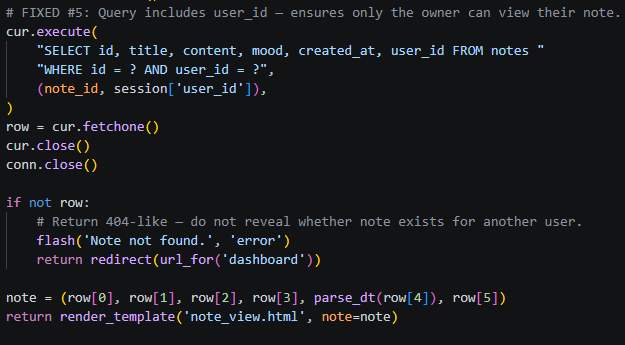 # FIXED #5: Query includes user_id — ensures only the owner can view their note.
cur.execute(
"SELECT id, title, content, mood, created_at, user_id FROM notes "
"WHERE id = ? AND user_id = ?",
(note_id, session['user_id']),
)
row = cur.fetchone()
cur.close()
conn.close()
if not row:
# Return 404-like — do not reveal whether note exists for another user.
flash('Note not found.', 'error')
return redirect(url_for('dashboard'))
note = (row[0], row[1], row[2], row[3], parse_dt(row[4]), row[5])
return render_template('note_view.html', note=note)